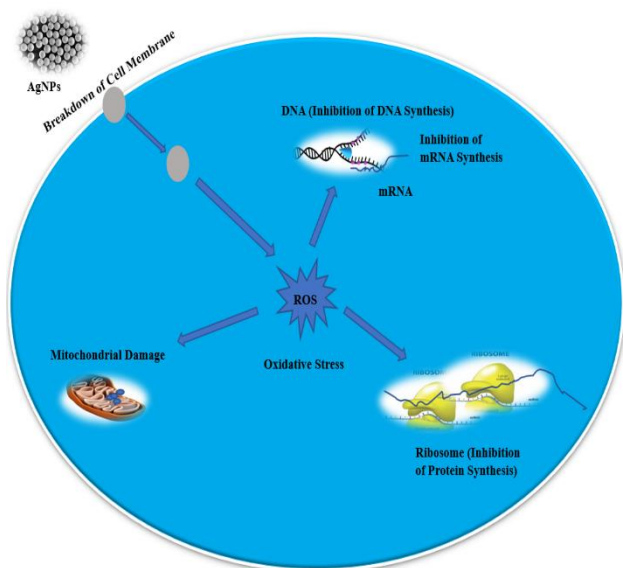 AgNPs
Breakdown of Cell Membrane
DNA (Inhibition of DNA Synthesis)
Inhibition of
mRNA Synthesis
mRNA
ROS
Oxidative Stress
Mitochondrial Damage
RIBOSOME
RIBOSOM
Ribosome (Inhibition
of Protein Synthesis)